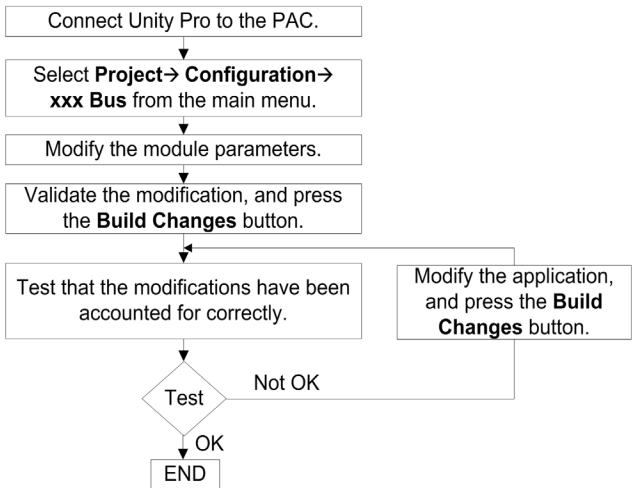 Connect Unity Pro to the PAC.
Select Project→ Configuration→
xxx Bus from the main menu.
Modify the module parameters.
Validate the modification, and press
the Build Changes button.
Test that the modifications have been
accounted for correctly.
Modify the application,
and press the Build
Changes button.
Test
Not OK
OK
END